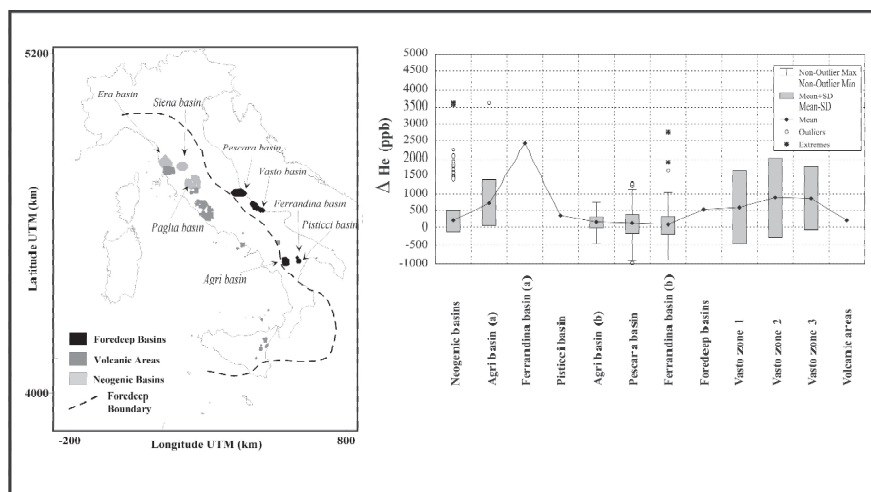 5200
Latitude UTM (km)
4000
-200
Longitude UTM (km)
800
Era basin
Siena basin
Pescara basin
Vasto basin
Ferrandina basin
Pisticci basin
Paglia basin
Agri basin
Foredeep Basins
Volcanic Areas
Neogenic Basins
Foredeep
Boundary
Δ He (ppb)
5000
4500
4000
3500
3000
2500
2000
1500
1000
500
0
-500
-1000
Non-Outlier Max
Non-Outlier Min
Mean+SD
Mean-SD
Mean
Outliers
Extremes
Neogenic basins
Agri basin (a)
Ferrandina basin (a)
Pisticci basin
Agri basin (b)
Pescara basin
Ferrandina basin (b)
Foredeep basins
Vasto zone 1
Vasto zone 2
Vasto zone 3
Volcanic areas